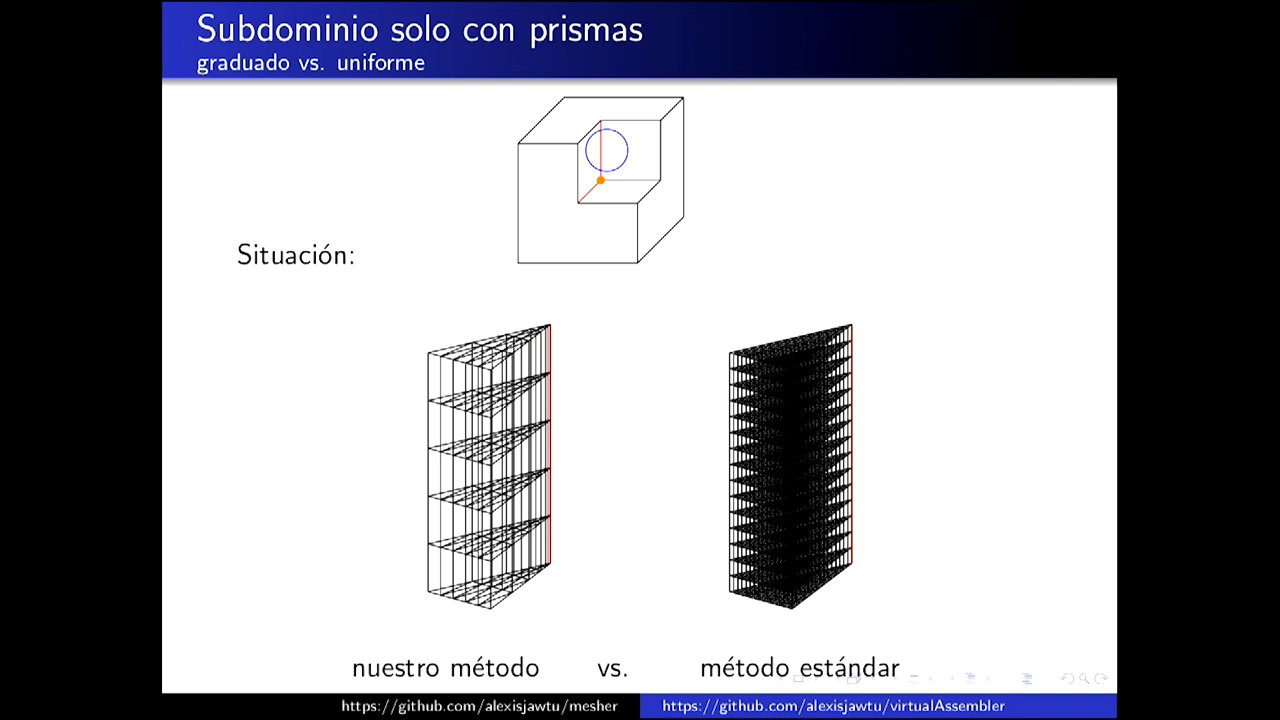 Subdominio solo con prismas
graduado vs. uniforme
Situación:
nuestro método vs. método estándar
https://github.com/alexisjawtu/mesher https://github.com/alexisjawtu/virtualAssembler